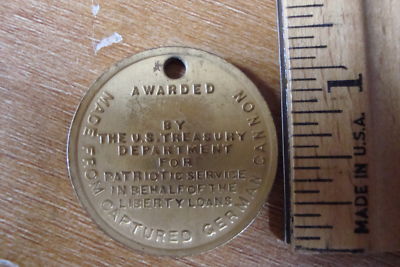 AWARDED
BY
THE U.S. TREASURY
DEPARTMENT
FOR
PATRIOTIC SERVICE
IN BEHALF OF THE
LIBERTY LOANS
MADE FROM CAPTURED GERMAN CANNON
1
MADE IN U.S.A.